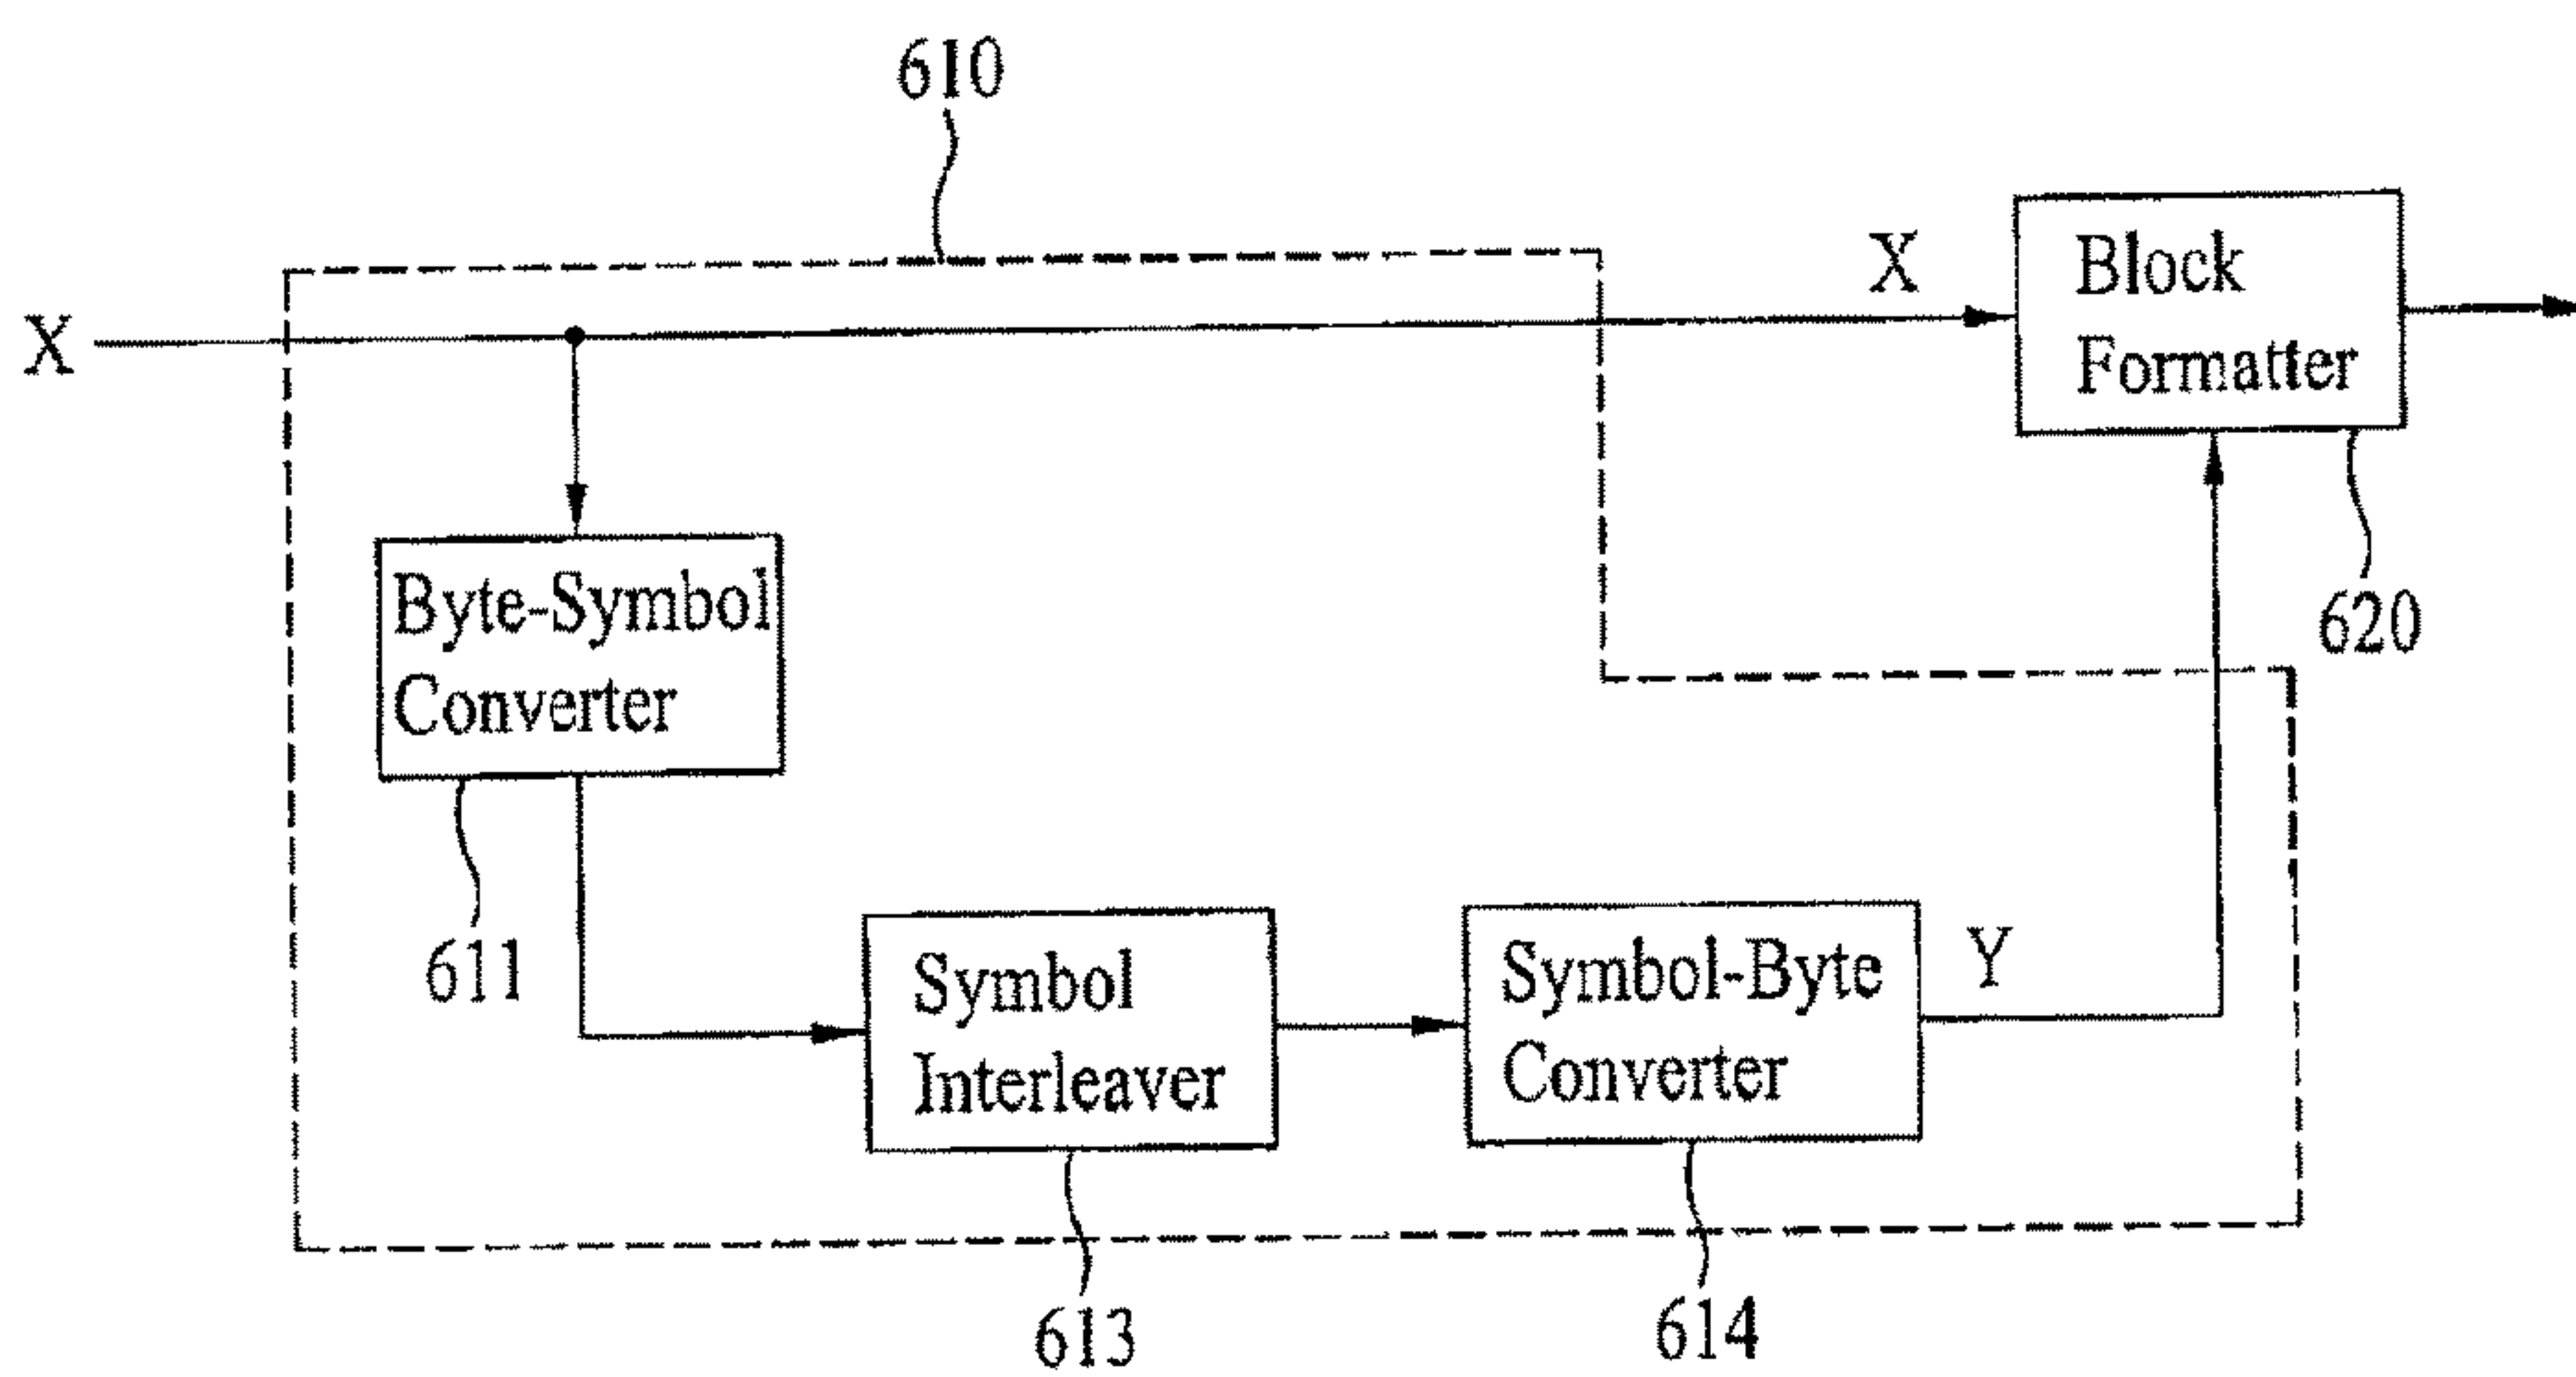 610
X
X
Block
Formatter
Byte-Symbol
Converter
620
611
Symbol
Interleaver
Symbol-Byte
Converter
Y
613
614